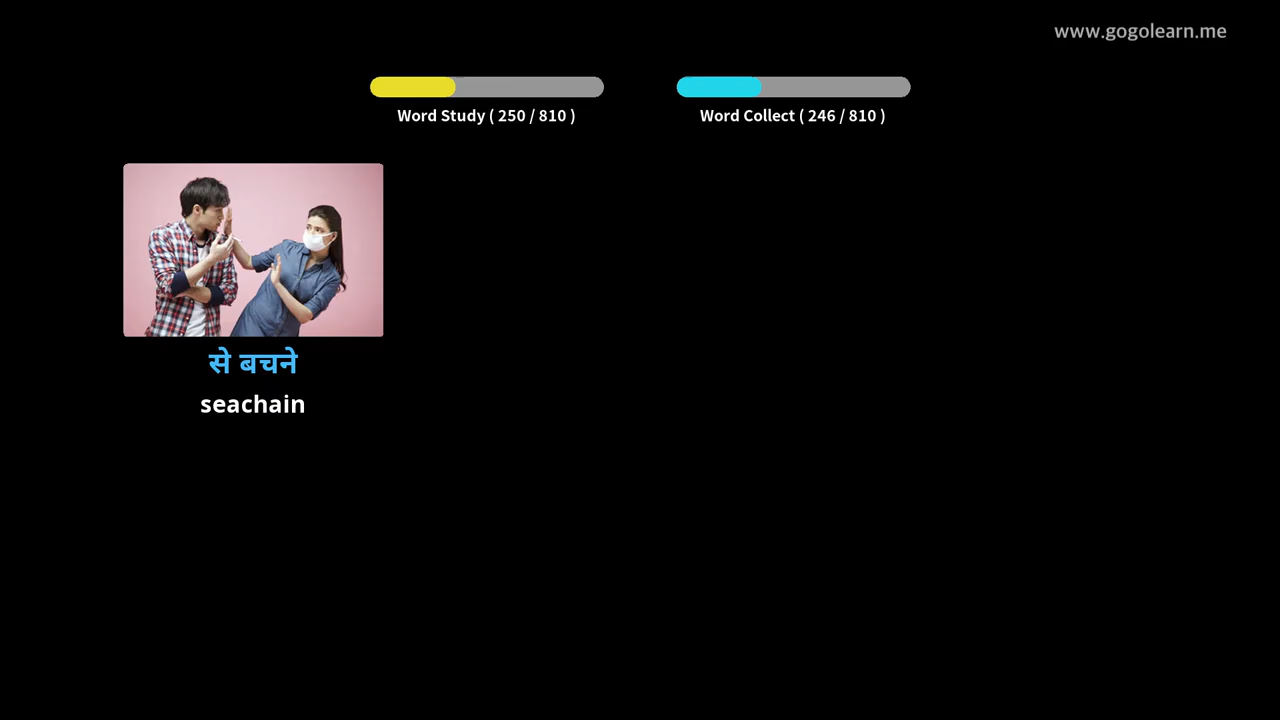 www.gogolearn.me
Word Study ( 250 / 810 )
Word Collect ( 246 / 810 )
से बचने
seachain